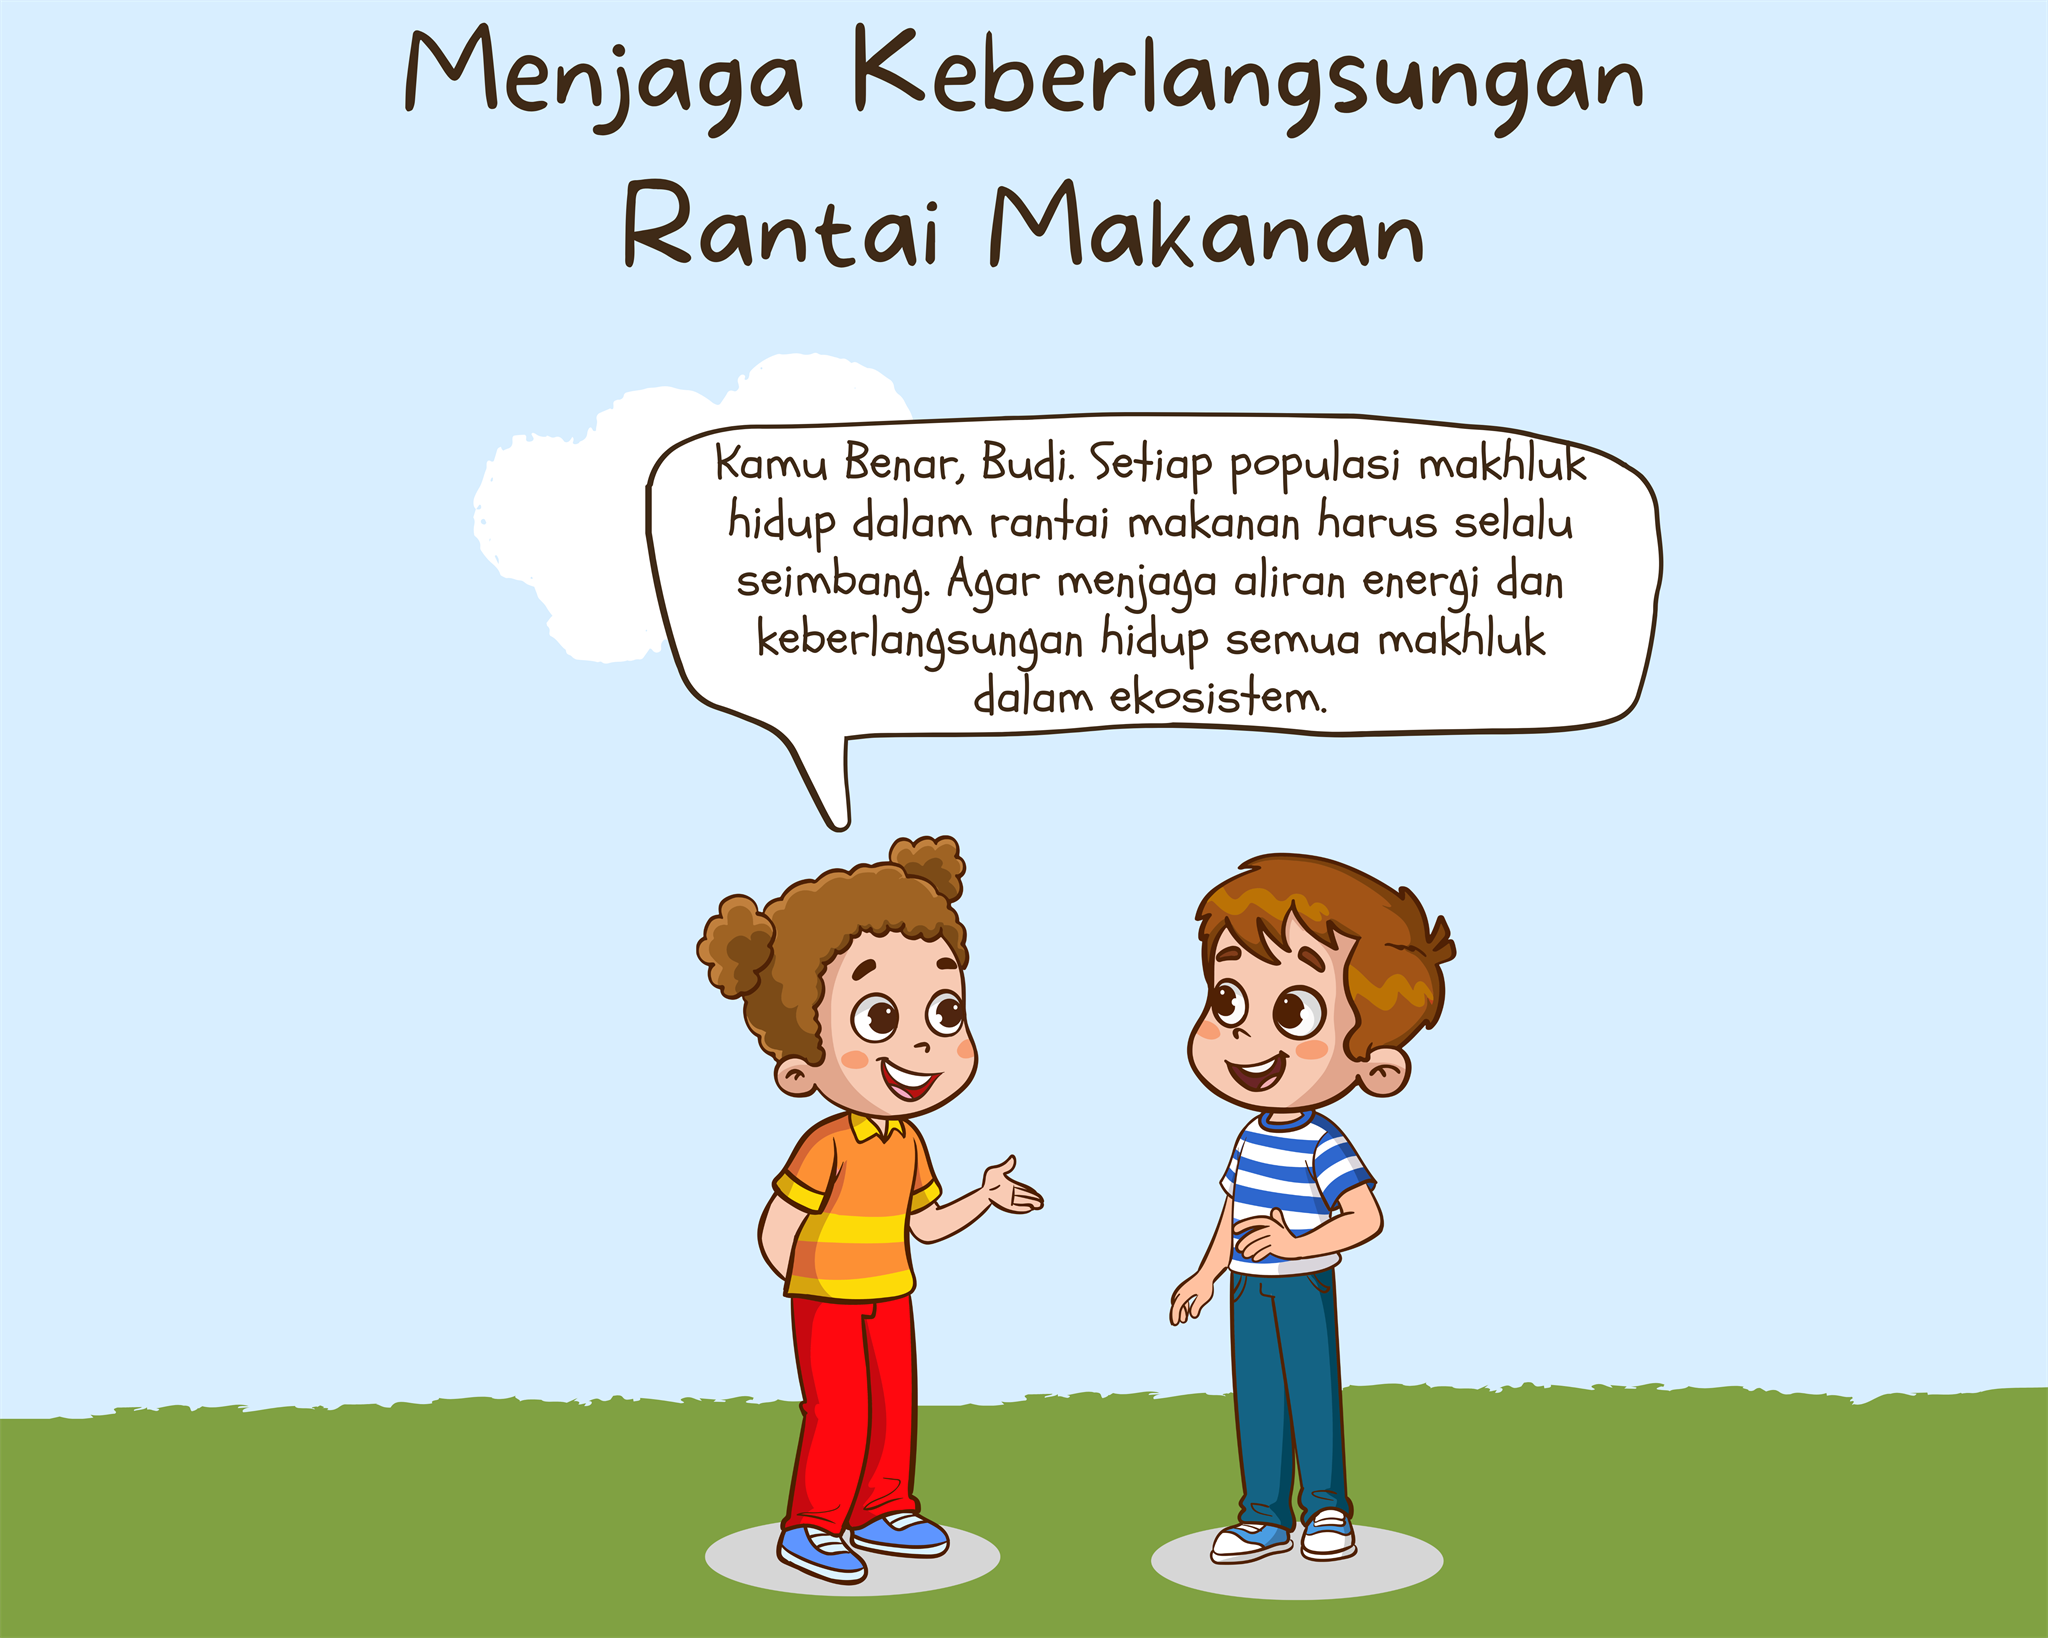 Menjaga Keberlangsungan
Rantai Makanan
Kamu Benar, Budi. Setiap populasi makhluk
hidup dalam rantai makanan harus selalu
seimbang. Agar menjaga aliran energi dan
keberlangsungan hidup semua makhluk
dalam ekosistem.